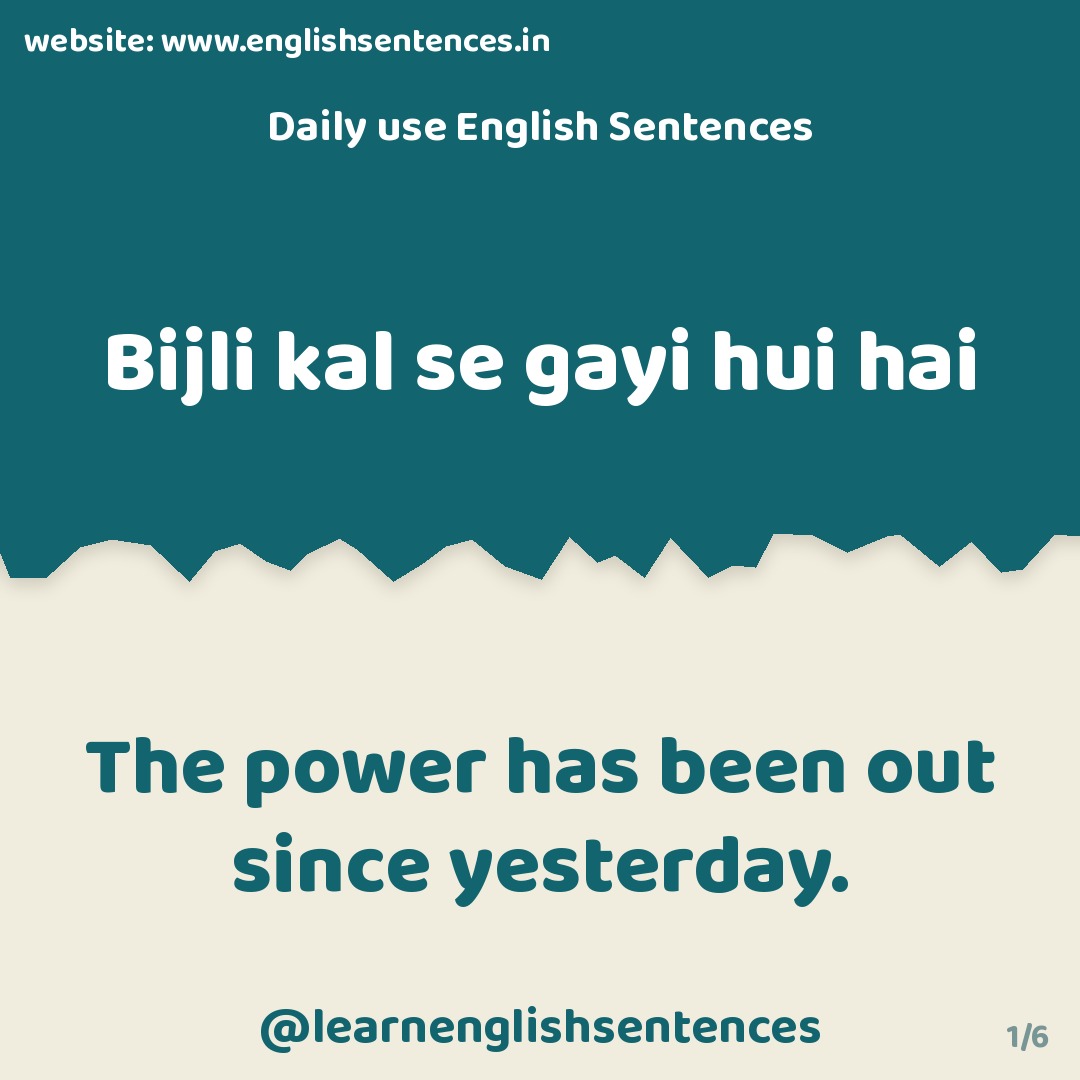 website: www.englishsentences.in
Daily use English Sentences
Bijli kal se gayi hui hai
The power has been out
since yesterday.
@learnenglishsentences
1/6